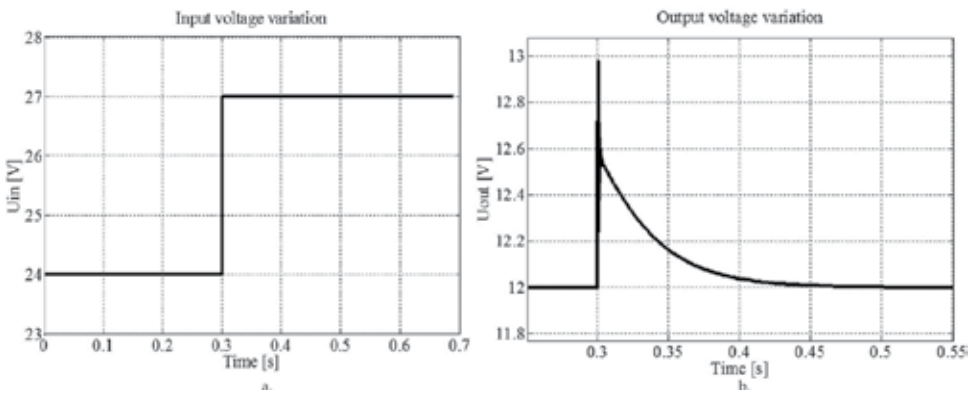 Input voltage variation
28
27
26
25
24
23
Uin [V]
0 0.1 0.2 0.3 0.4 0.5 0.6 0.7
Time [s]
a.
Output voltage variation
13
12.8
12.6
12.4
12.2
12
11.8
Uout [V]
0.3 0.35 0.4 0.45 0.5 0.55
Time [s]
b.